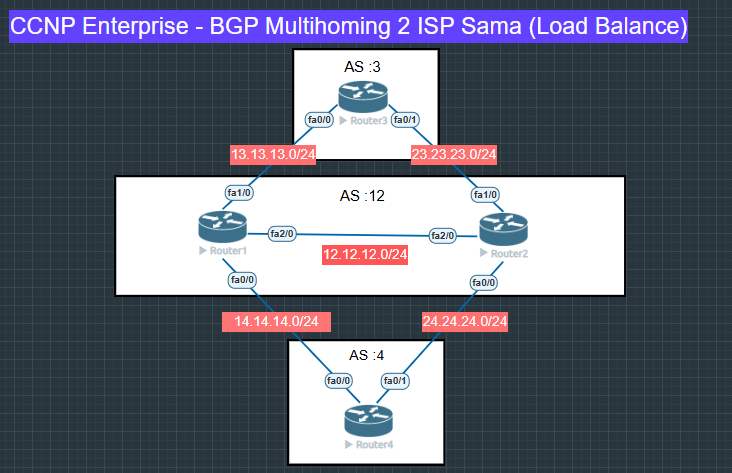 CCNP Enterprise - BGP Multihoming 2 ISP Sama (Load Balance)
AS :3
fa0/0
fa0/1
Router3
13.13.13.0/24
23.23.23.0/24
AS :12
fa1/0
fa1/0
Router1
fa2/0
fa2/0
Router2
12.12.12.0/24
fa0/0
fa0/0
14.14.14.0/24
24.24.24.0/24
AS :4
fa0/0
fa0/1
Router4